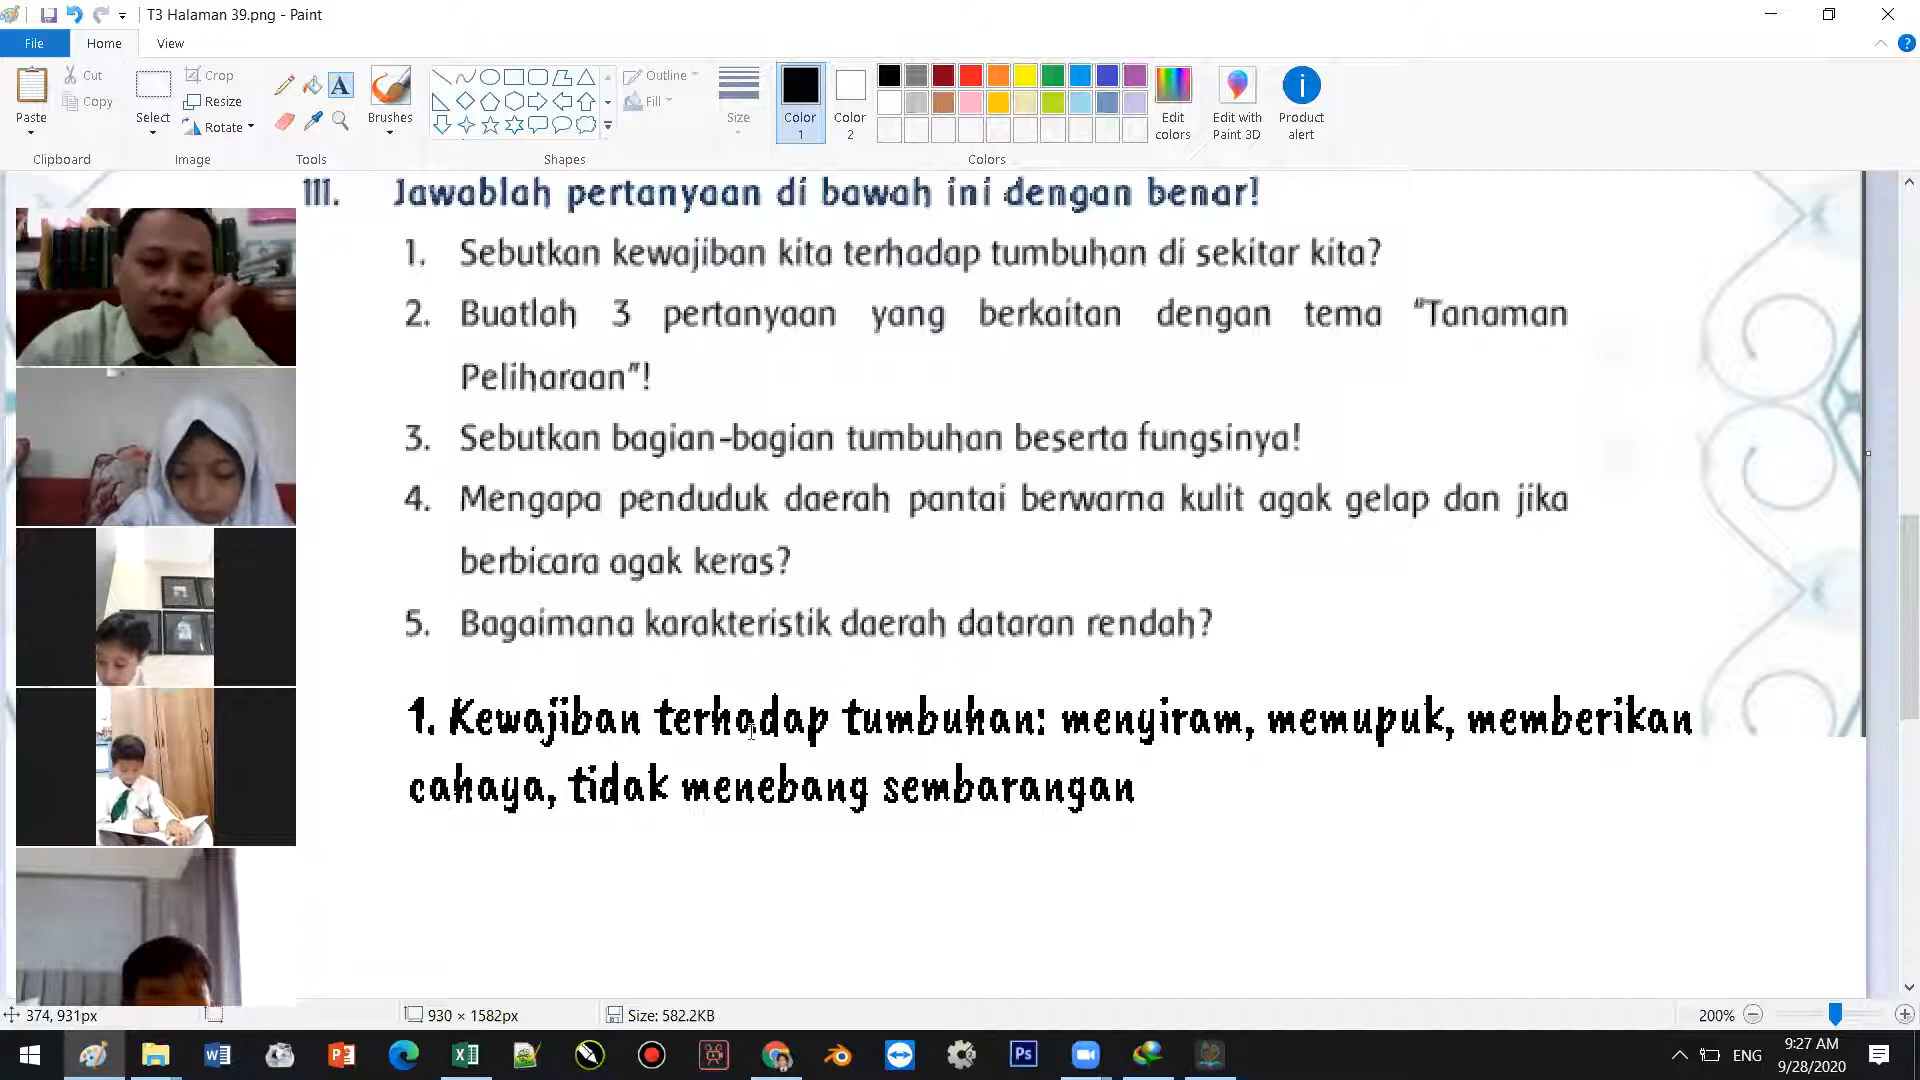 T3 Halaman 39.png - Paint
File Home View
Paste
Cut
Copy
Clipboard
Select
Crop
Resize
Rotate
Image
A
Tools
Brushes
Outline
Fill
Shapes
Size
Color 1
Color 2
Edit colors
Edit with Paint 3D
Product alert
Colors
III. Jawablah pertanyaan di bawah ini dengan benar!
1. Sebutkan kewajiban kita terhadap tumbuhan di sekitar kita?
2. Buatlah 3 pertanyaan yang berkaitan dengan tema "Tanaman
Peliharaan"!
3. Sebutkan bagian-bagian tumbuhan beserta fungsinya!
4. Mengapa penduduk daerah pantai berwarna kulit agak gelap dan jika
berbicara agak keras?
5. Bagaimana karakteristik daerah dataran rendah?
1. Kewajiban terhadap tumbuhan: menyiram, memupuk, memberikan
cahaya, tidak menebang sembarangan
374, 931px
930 × 1582px
Size: 582.2KB
200%
ENG
9:27 AM
9/28/2020